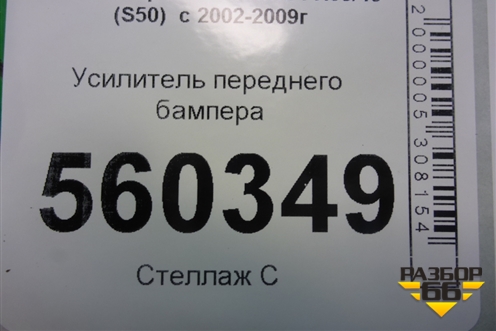 (S50) с 2002-2009г
Усилитель переднего
бампера
560349
Стеллаж С
2000005308154
РАЗБОР
66